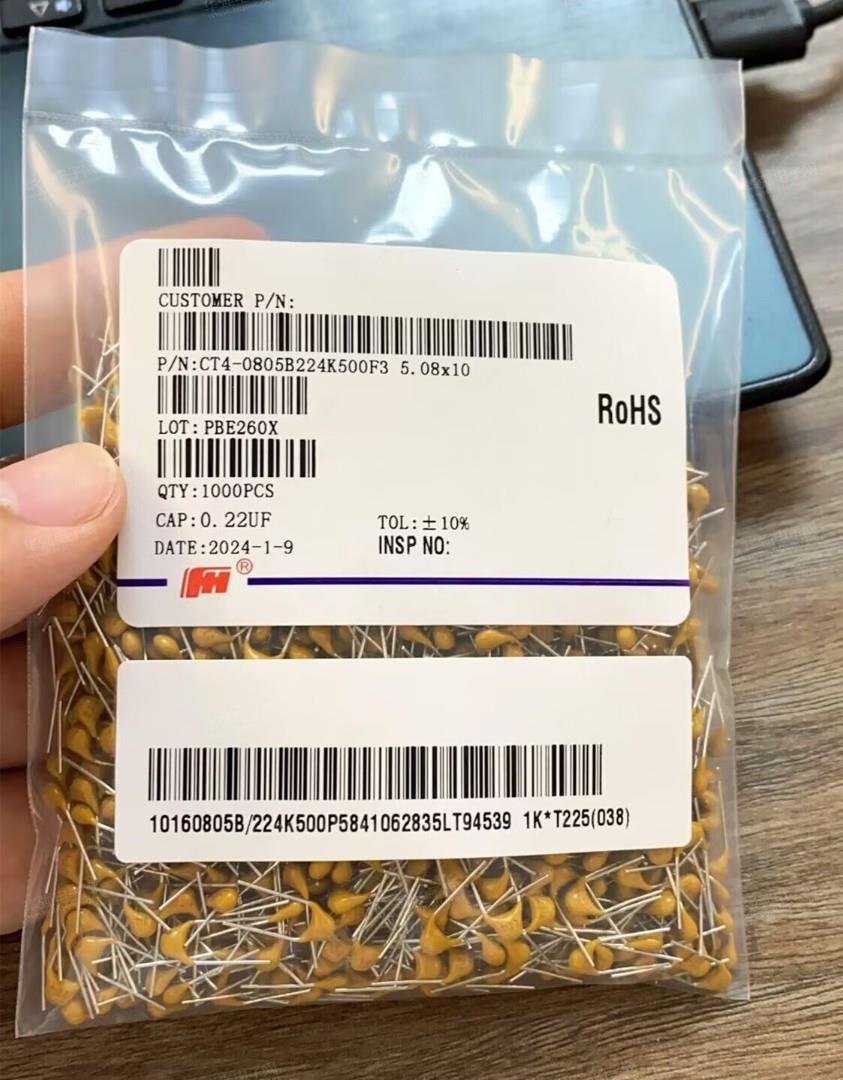 CUSTOMER P/N:
P/N:CT4-0805B224K500F3 5.08x10
RoHS
LOT:PBE260X
QTY:1000PCS
CAP:0.22UF TOL:±10%
DATE:2024-1-9 INSP NO:
FH®
10160805B/224K500P5841062835LT94539 1K*T225(038)